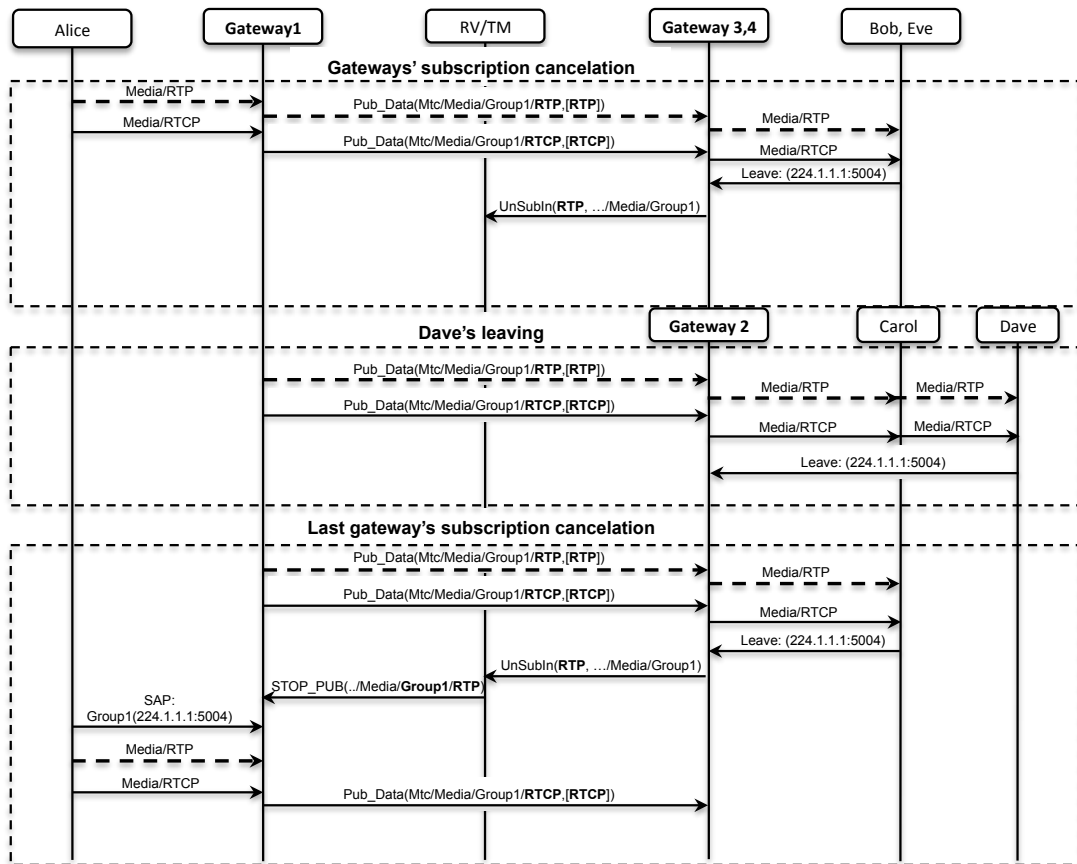 Alice
Gateway1
RV/TM
Gateway 3,4
Bob, Eve
Gateways' subscription cancelation
Media/RTP
Pub_Data(Mtc/Media/Group1/RTP,[RTP])
Media/RTP
Media/RTCP
Pub_Data(Mtc/Media/Group1/RTCP,[RTCP])
Media/RTCP
Leave: (224.1.1.1:5004)
UnSubIn(RTP, …/Media/Group1)
Gateway 2
Carol
Dave
Dave's leaving
Pub_Data(Mtc/Media/Group1/RTP,[RTP])
Media/RTP
Media/RTP
Pub_Data(Mtc/Media/Group1/RTCP,[RTCP])
Media/RTCP
Media/RTCP
Leave: (224.1.1.1:5004)
Last gateway's subscription cancelation
Pub_Data(Mtc/Media/Group1/RTP,[RTP])
Media/RTP
Pub_Data(Mtc/Media/Group1/RTCP,[RTCP])
Media/RTCP
Leave: (224.1.1.1:5004)
UnSubIn(RTP, …/Media/Group1)
STOP_PUB(../Media/Group1/RTP)
SAP:
Group1(224.1.1.1:5004)
Media/RTP
Media/RTCP
Pub_Data(Mtc/Media/Group1/RTCP,[RTCP])